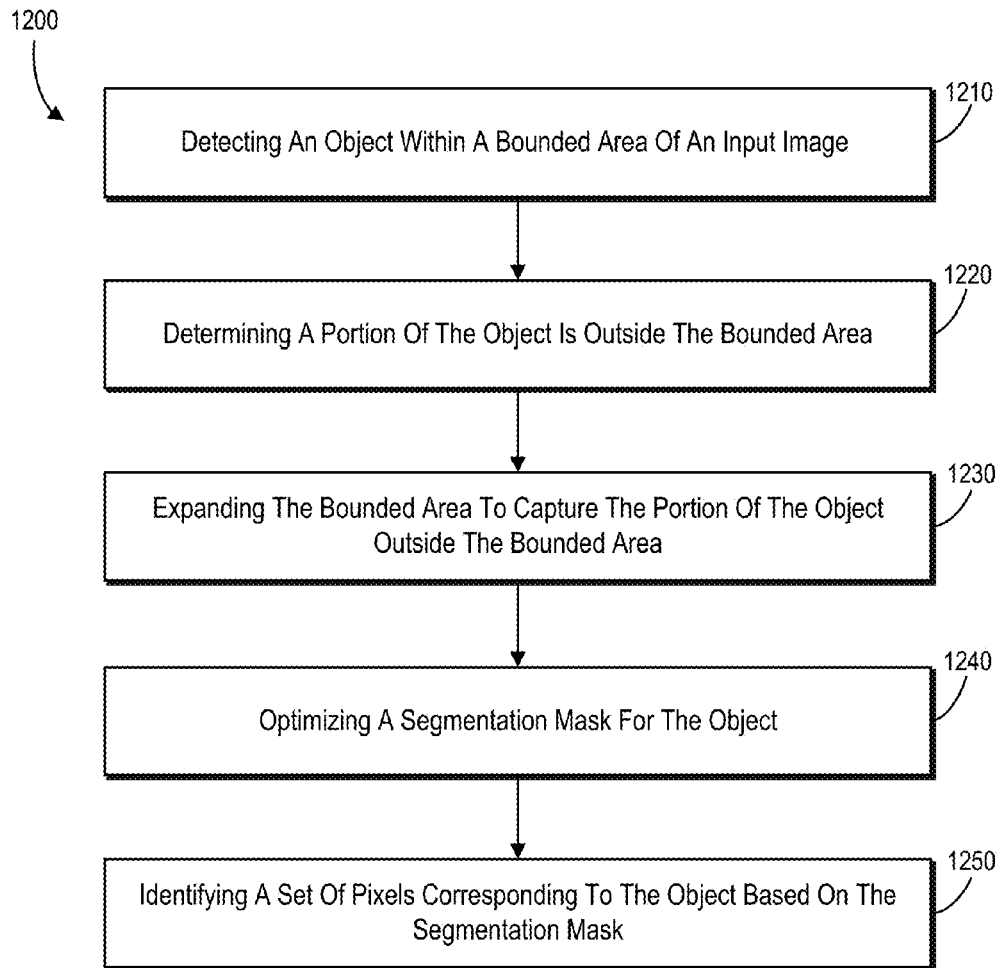 1200
1210
Detecting An Object Within A Bounded Area Of An Input Image
1220
Determining A Portion Of The Object Is Outside The Bounded Area
1230
Expanding The Bounded Area To Capture The Portion Of The Object
Outside The Bounded Area
1240
Optimizing A Segmentation Mask For The Object
1250
Identifying A Set Of Pixels Corresponding To The Object Based On The
Segmentation Mask